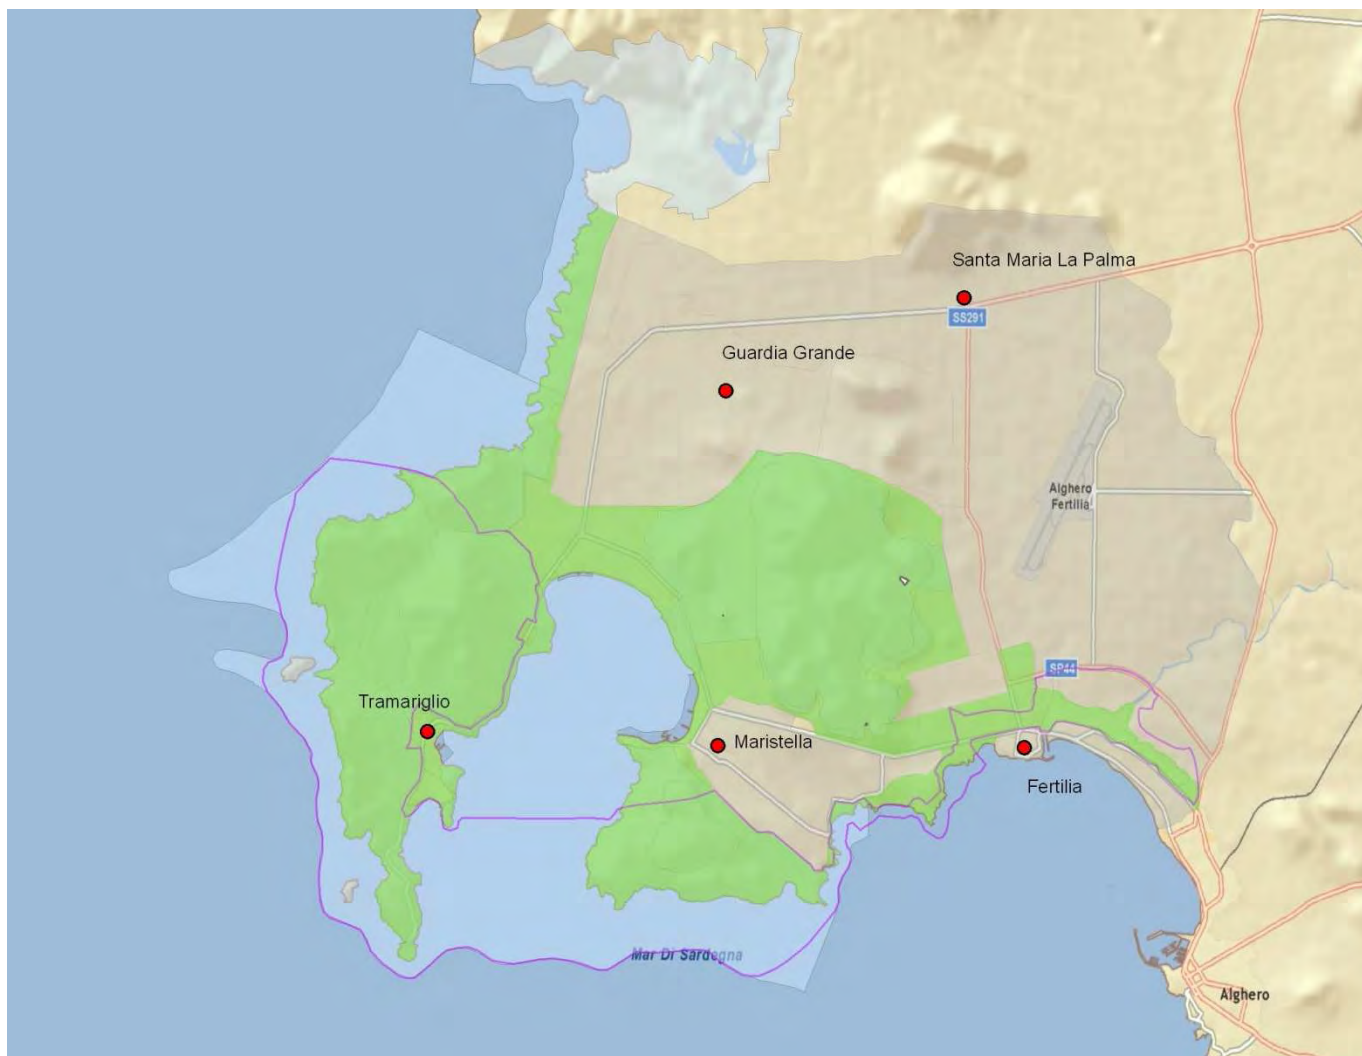 Santa Maria La Palma
SS291
Guardia Grande
Alghero
Fertilia
SP44
Tramariglio
Maristella
Fertilia
Mar Di Sardegna
Alghero